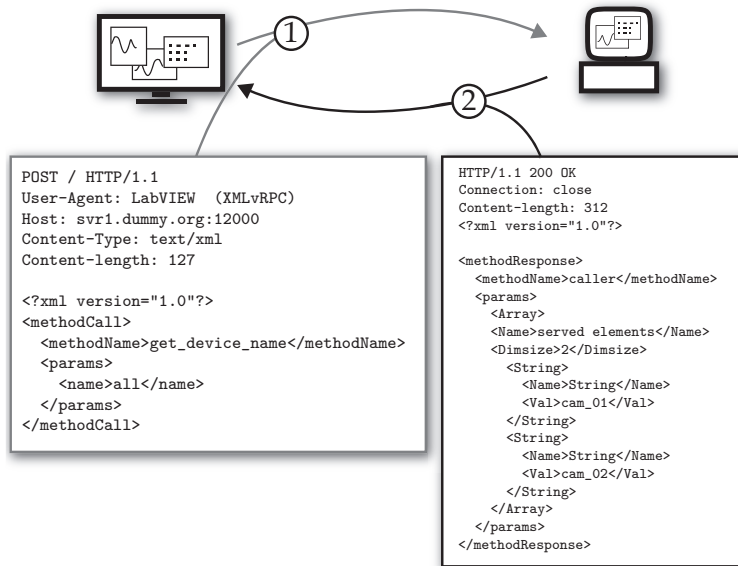 1
2
POST / HTTP/1.1
User-Agent: LabVIEW  (XMLvRPC)
Host: svr1.dummy.org:12000
Content-Type: text/xml
Content-length: 127

<?xml version="1.0"?>
<methodCall>
  <methodName>get_device_name</methodName>
  <params>
    <name>all</name>
  </params>
</methodCall>

HTTP/1.1 200 OK
Connection: close
Content-length: 312
<?xml version="1.0"?>

<methodResponse>
  <methodName>caller</methodName>
  <params>
    <Array>
    <Name>served elements</Name>
    <Dimsize>2</Dimsize>
      <String>
        <Name>String</Name>
        <Val>cam_01</Val>
      </String>
      <String>
        <Name>String</Name>
        <Val>cam_02</Val>
      </String>
    </Array>
  </params>
</methodResponse>